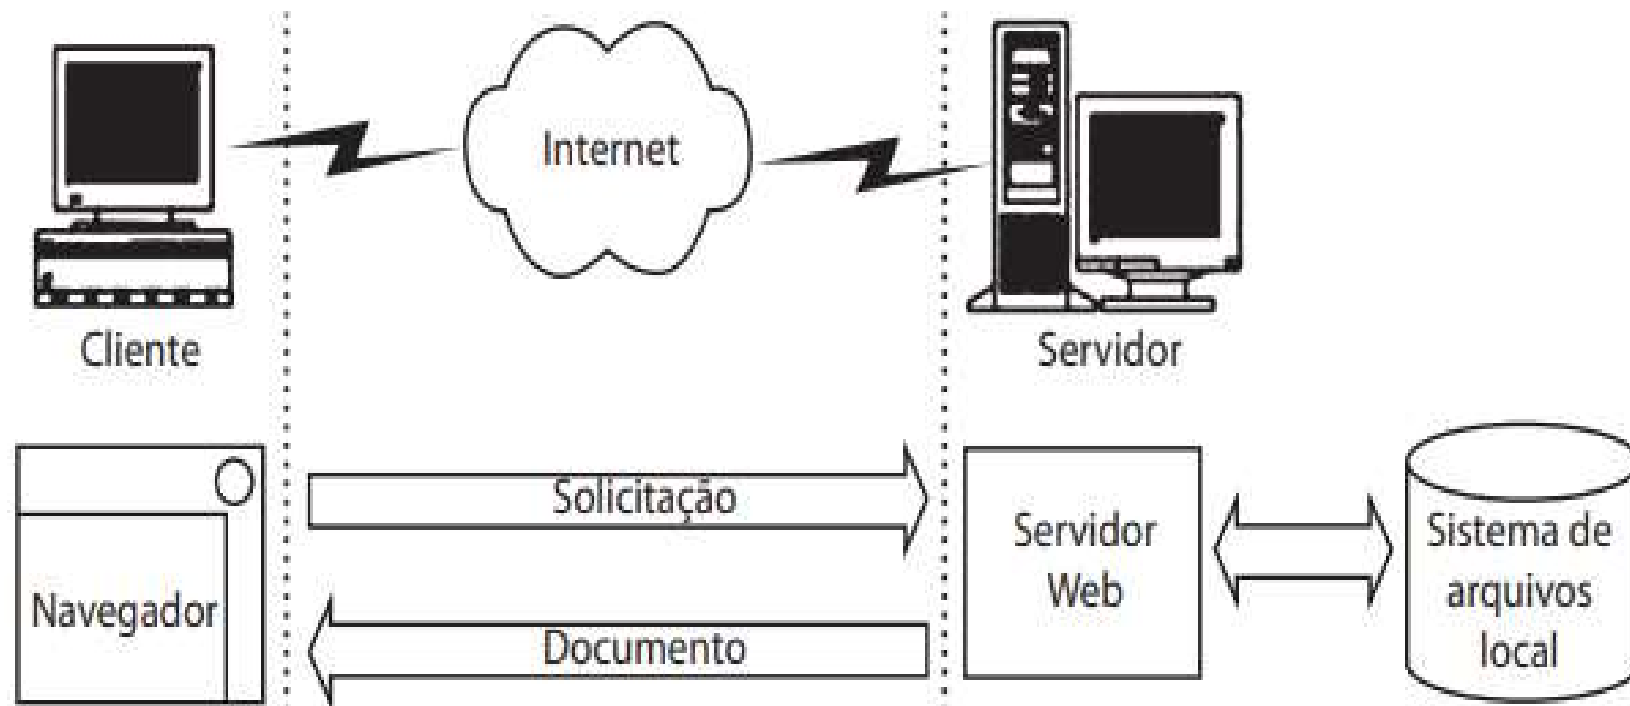 Internet
Cliente
Servidor
Solicitação
Navegador
Documento
Servidor
Web
Sistema de
arquivos
local